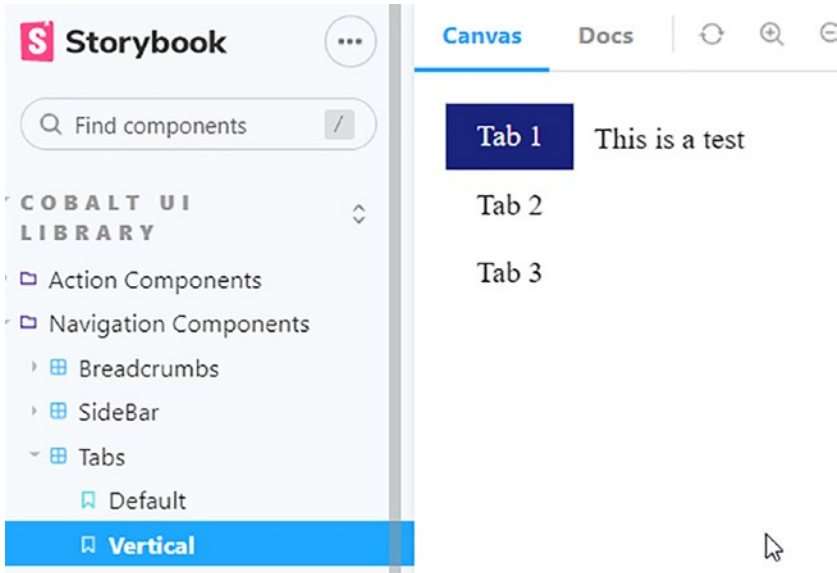 S Storybook
Find components /
COBALT UI
LIBRARY
Action Components
Navigation Components
Breadcrumbs
SideBar
Tabs
Default
Vertical
Canvas Docs
Tab 1 This is a test
Tab 2
Tab 3